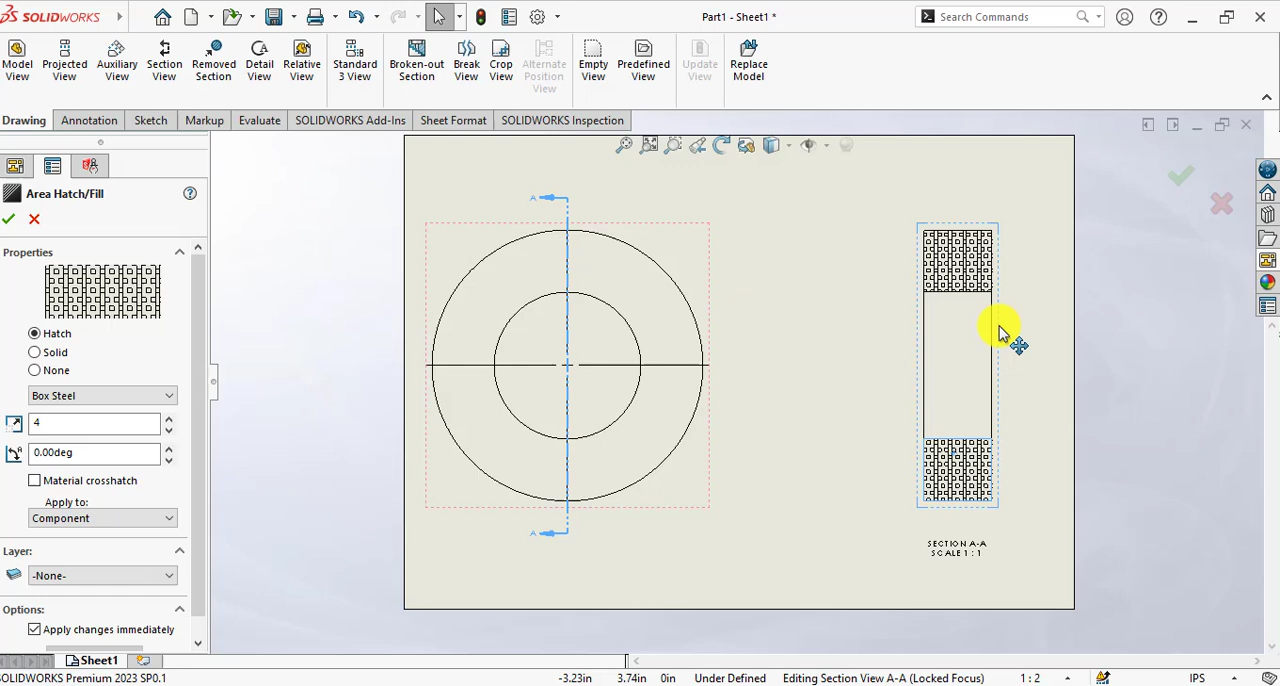 SOLIDWORKS
Part1 - Sheet1 *
Search Commands
Model View
Projected View
Auxiliary View
Section View
Removed Section
Detail View
Relative View
Standard 3 View
Broken-out Section
Break View
Crop View
Alternate Position View
Empty View
Predefined View
Update View
Replace Model
Drawing
Annotation
Sketch
Markup
Evaluate
SOLIDWORKS Add-Ins
Sheet Format
SOLIDWORKS Inspection
Area Hatch/Fill
Properties
Hatch
Solid
None
Box Steel
4
0.00deg
Material crosshatch
Apply to:
Component
Layer:
-None-
Options:
Apply changes immediately
A
A
SECTION A-A
SCALE 1 : 1
Sheet1
SOLIDWORKS Premium 2023 SP0.1
-3.23in
3.74in
0in
Under Defined
Editing Section View A-A (Locked Focus)
1 : 2
IPS